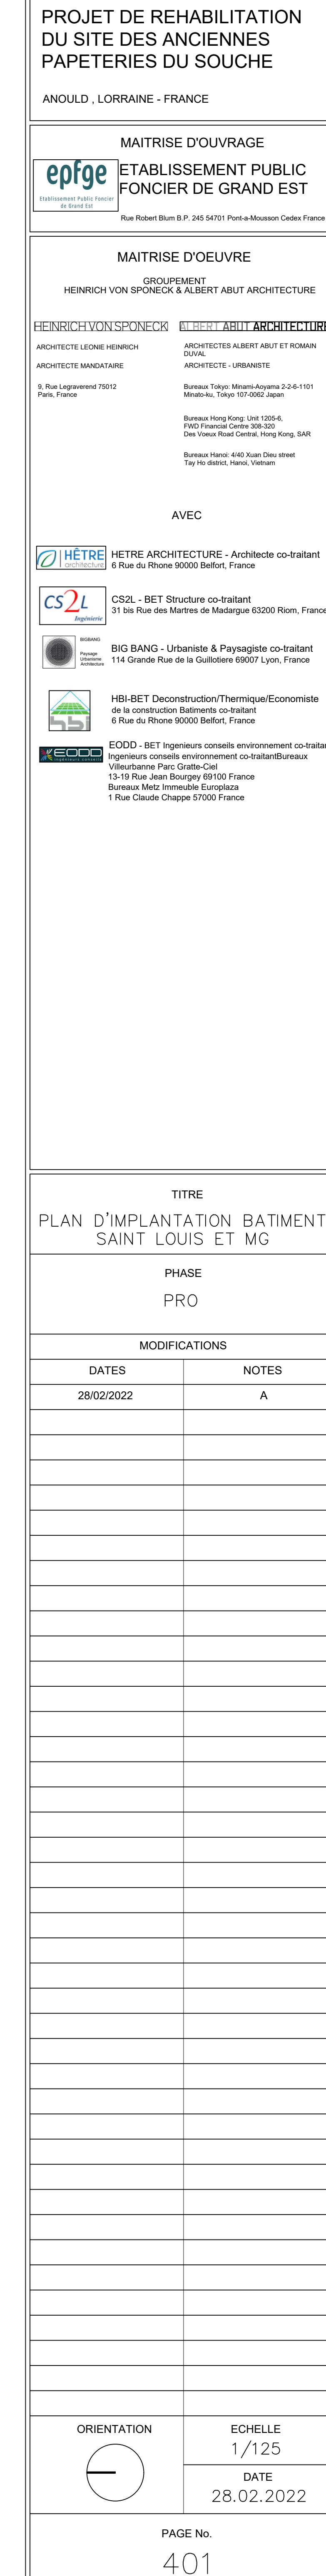 PROJET DE REHABILITATION
DU SITE DES ANCIENNES
PAPETERIES DU SOUCHE
ANOULD , LORRAINE - FRANCE
MAITRISE D'OUVRAGE
epfge
Etablissement Public Foncier
de Grand Est
ETABLISSEMENT PUBLIC
FONCIER DE GRAND EST
Rue Robert Blum B.P. 245 54701 Pont-a-Mousson Cedex France
MAITRISE D'OEUVRE
GROUPEMENT
HEINRICH VON SPONECK & ALBERT ABUT ARCHITECTURE
HEINRICH VON SPONECK
ARCHITECTE LEONIE HEINRICH
ARCHITECTE MANDATAIRE
9, Rue Legraverend 75012
Paris, France
ALBERT ABUT ARCHITECTURE
ARCHITECTES ALBERT ABUT ET ROMAIN
DUVAL
ARCHITECTE - URBANISTE
Bureaux Tokyo: Minami-Aoyama 2-2-6-1101
Minato-ku, Tokyo 107-0062 Japan
Bureaux Hong Kong: Unit 1205-6,
FWD Financial Centre 308-320
Des Voeux Road Central, Hong Kong, SAR
Bureaux Hanoi: 4/40 Xuan Dieu street
Tay Ho district, Hanoi, Vietnam
AVEC
HÊTRE
architecture
HETRE ARCHITECTURE - Architecte co-traitant
6 Rue du Rhone 90000 Belfort, France
CS2L
Ingénierie
CS2L - BET Structure co-traitant
31 bis Rue des Martres de Madargue 63200 Riom, France
BIGBANG
Paysage
Urbanisme
Architecture
BIG BANG - Urbaniste & Paysagiste co-traitant
114 Grande Rue de la Guillotiere 69007 Lyon, France
hbi
HBI-BET Deconstruction/Thermique/Economiste
de la construction Batiments co-traitant
6 Rue du Rhone 90000 Belfort, France
EODD
ingénieurs conseils
EODD - BET Ingenieurs conseils environnement co-traitan
Ingenieurs conseils environnement co-traitantBureaux
Villeurbanne Parc Gratte-Ciel
13-19 Rue Jean Bourgey 69100 France
Bureaux Metz Immeuble Europlaza
1 Rue Claude Chappe 57000 France
TITRE
PLAN D'IMPLANTATION BATIMENT
SAINT LOUIS ET MG
PHASE
PRO
MODIFICATIONS
DATES NOTES
28/02/2022 A
ORIENTATION
ECHELLE
1/125
DATE
28.02.2022
PAGE No.
401